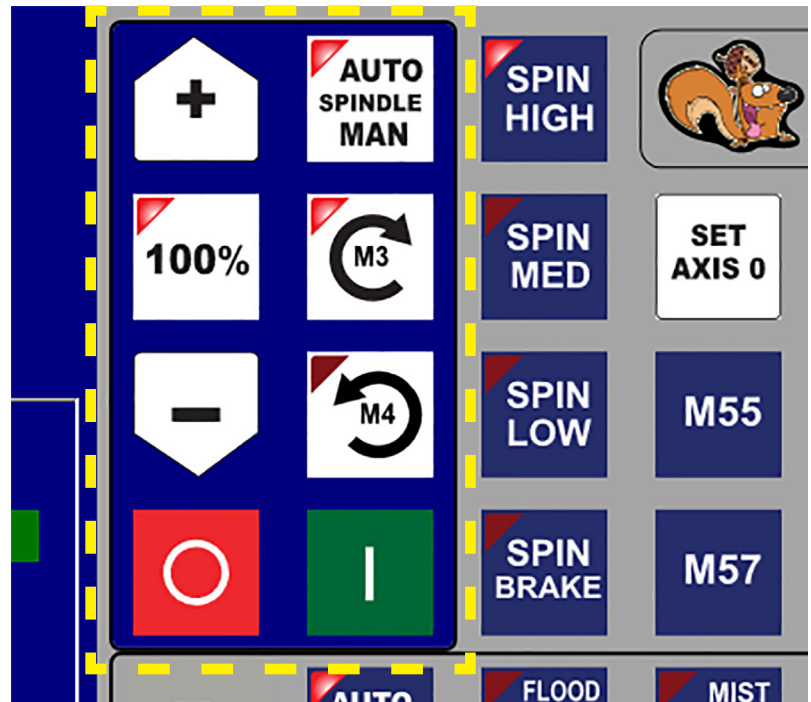 +
AUTO
SPINDLE
MAN
SPIN
HIGH
100%
M3
SPIN
MED
SET
AXIS 0
-
M4
SPIN
LOW
M55
SPIN
BRAKE
M57
AUTO
FLOOD
MIST